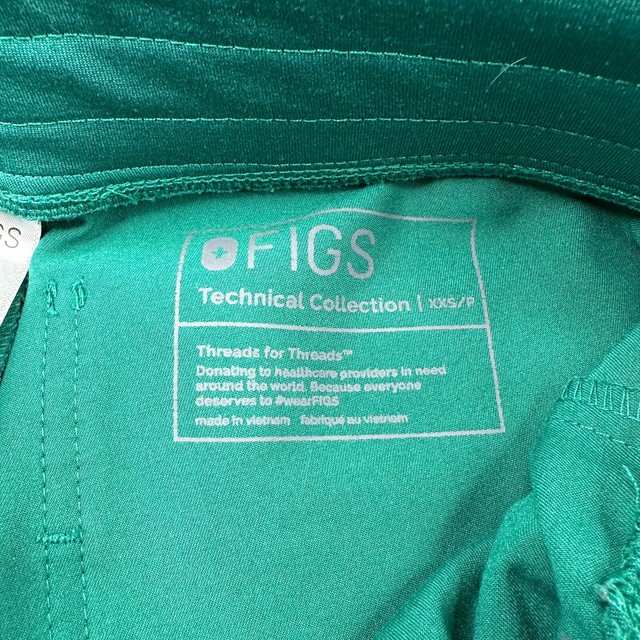 GS
FIGS
Technical Collection | XXS/P
Threads for Threads™
Donating to healthcare providers in need
around the world. Because everyone
deserves to #wearFIGS
made in vietnam fabriqué au vietnam